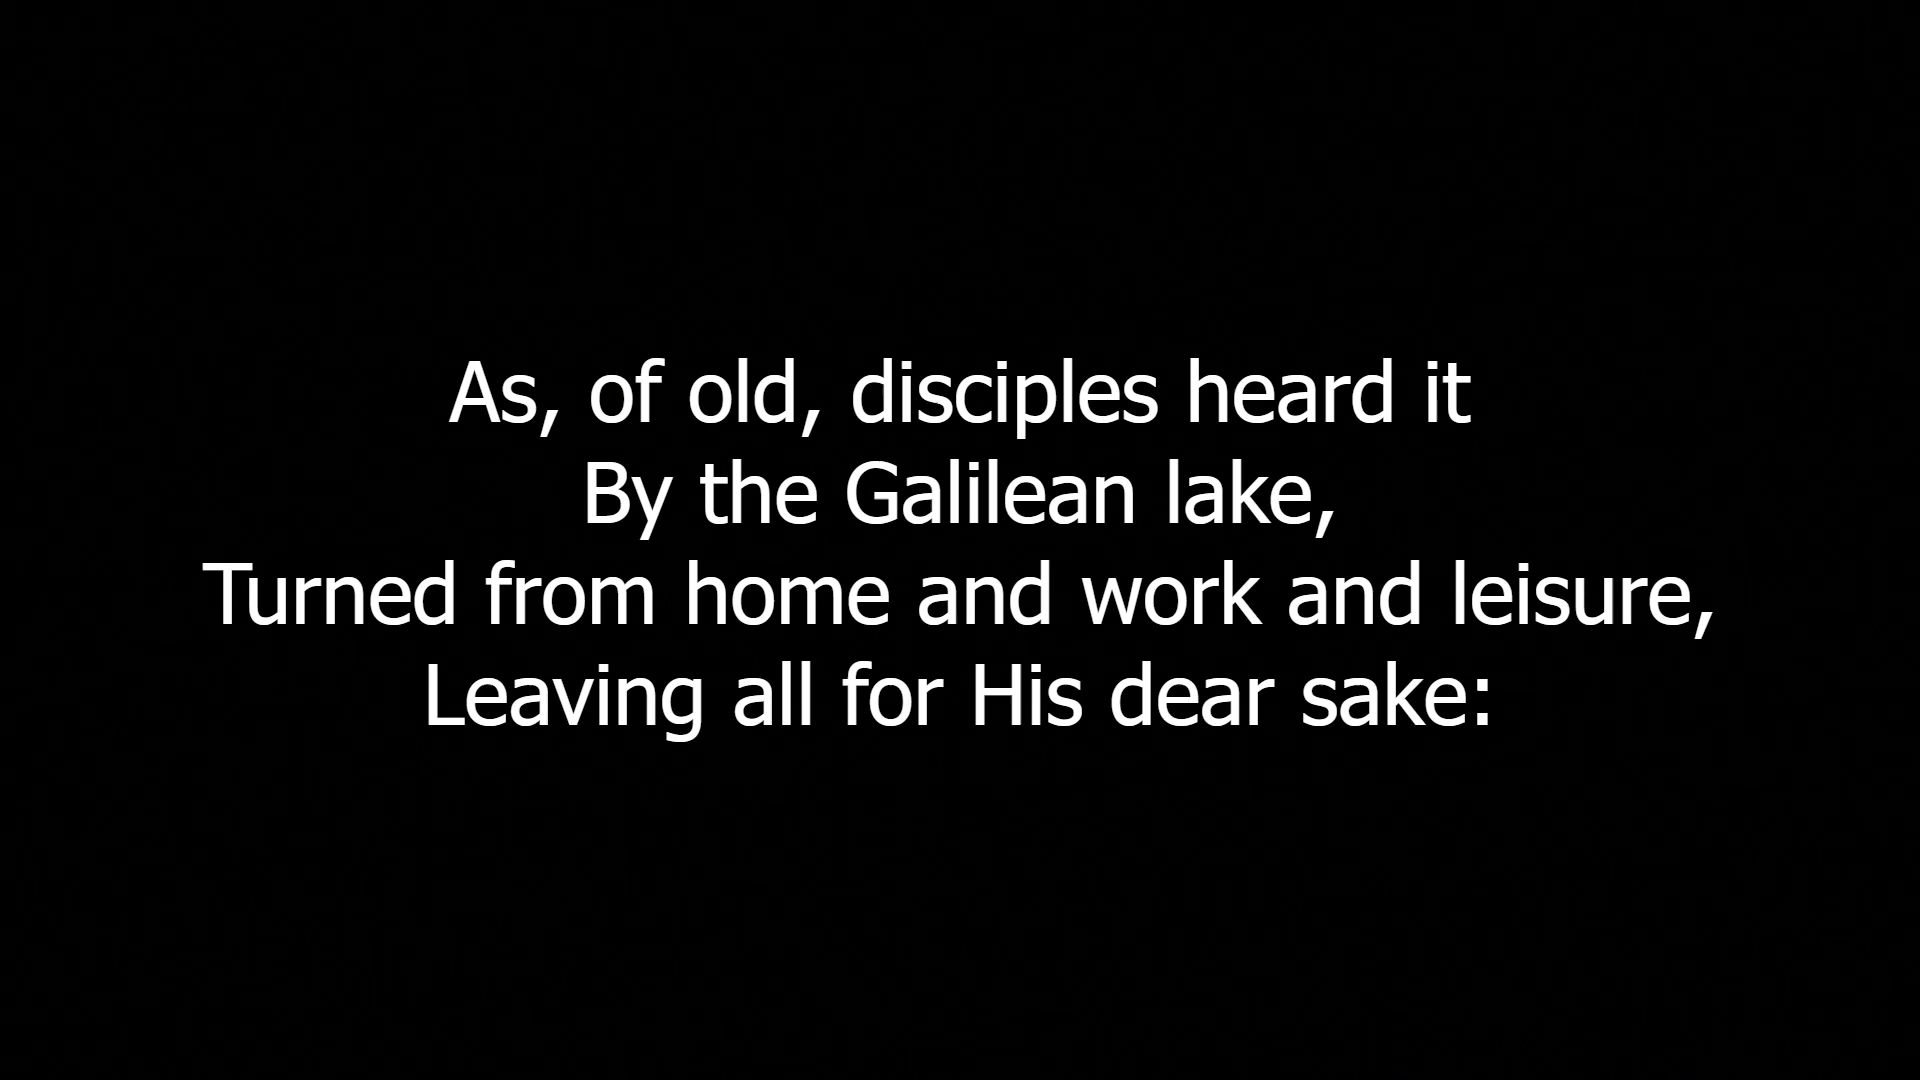 As, of old, disciples heard it
By the Galilean lake,
Turned from home and work and leisure,
Leaving all for His dear sake: